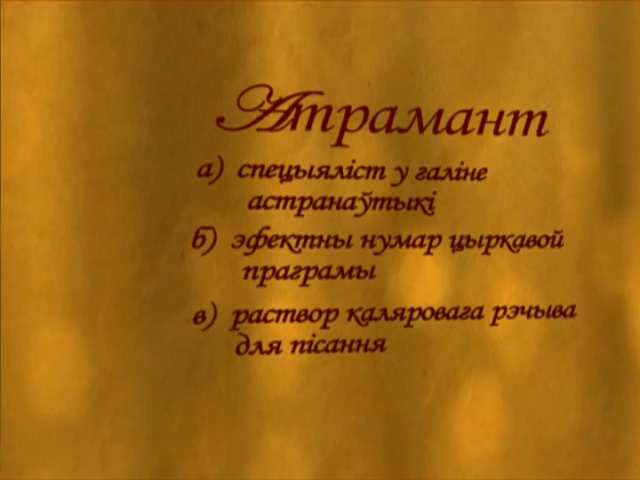 Атрамант
а) спецыяліст у галіне
астранаўтыкі
б) эфектны нумар цыркавой
праграмы
в) раствор каляровага рэчыва
для пісання